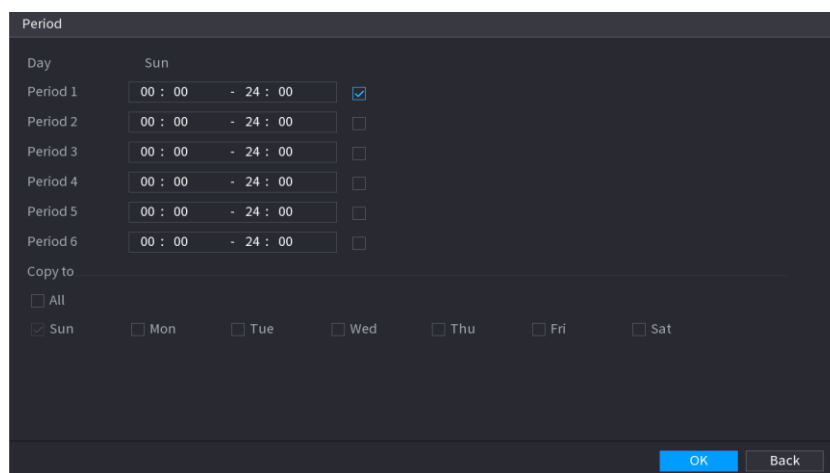 Period
Day Sun
Period 1 00 : 00 - 24 : 00
Period 2 00 : 00 - 24 : 00
Period 3 00 : 00 - 24 : 00
Period 4 00 : 00 - 24 : 00
Period 5 00 : 00 - 24 : 00
Period 6 00 : 00 - 24 : 00
Copy to
All
Sun Mon Tue Wed Thu Fri Sat
OK Back